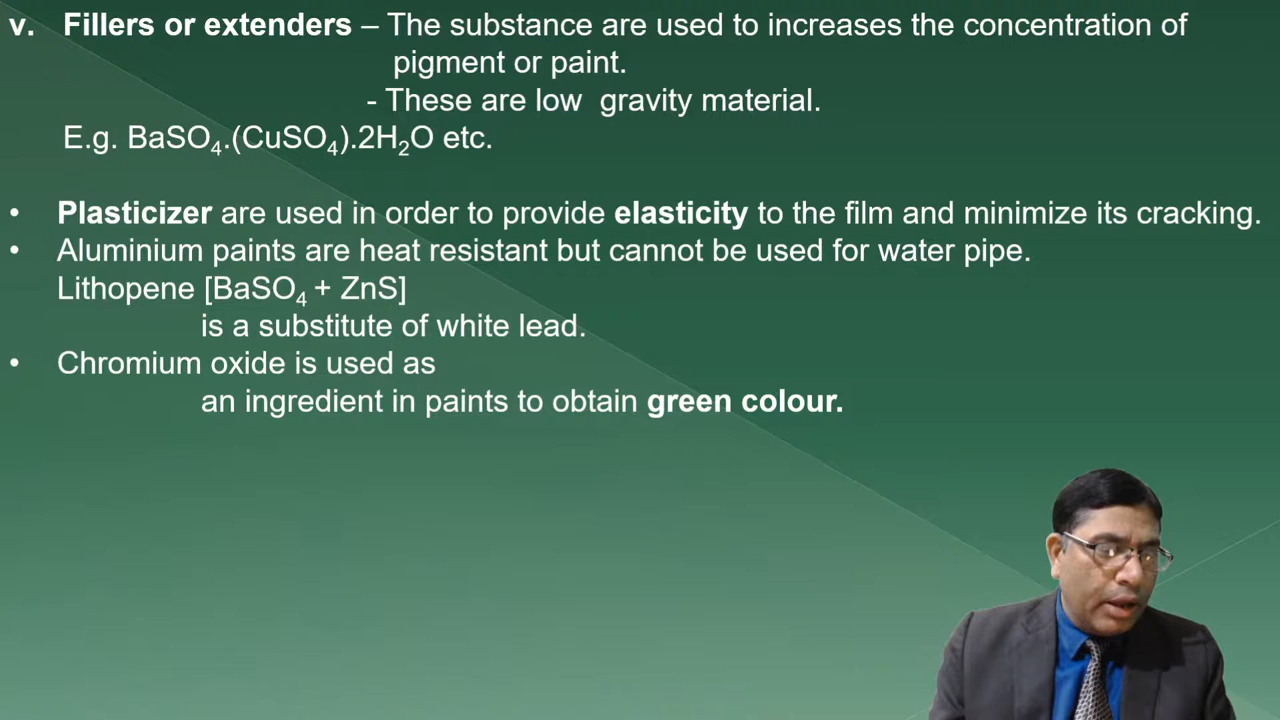 v. Fillers or extenders – The substance are used to increases the concentration of
pigment or paint.
- These are low gravity material.
E.g. BaSO₄.(CuSO₄).2H₂O etc.
• Plasticizer are used in order to provide elasticity to the film and minimize its cracking.
• Aluminium paints are heat resistant but cannot be used for water pipe.
Lithopene [BaSO₄ + ZnS]
is a substitute of white lead.
• Chromium oxide is used as
an ingredient in paints to obtain green colour.